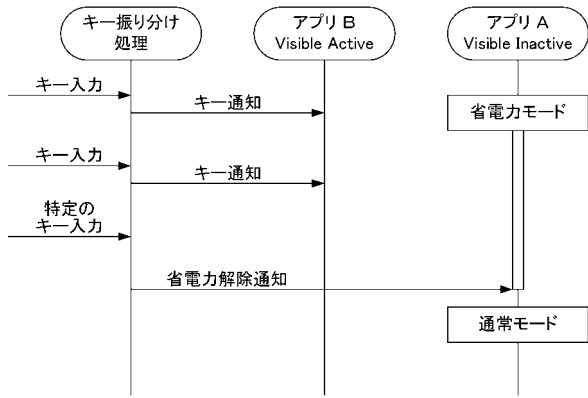 キー振り分け
処理
アプリ B
Visible Active
アプリ A
Visible Inactive
キー入力
キー通知
省電力モード
キー入力
キー通知
特定の
キー入力
省電力解除通知
通常モード